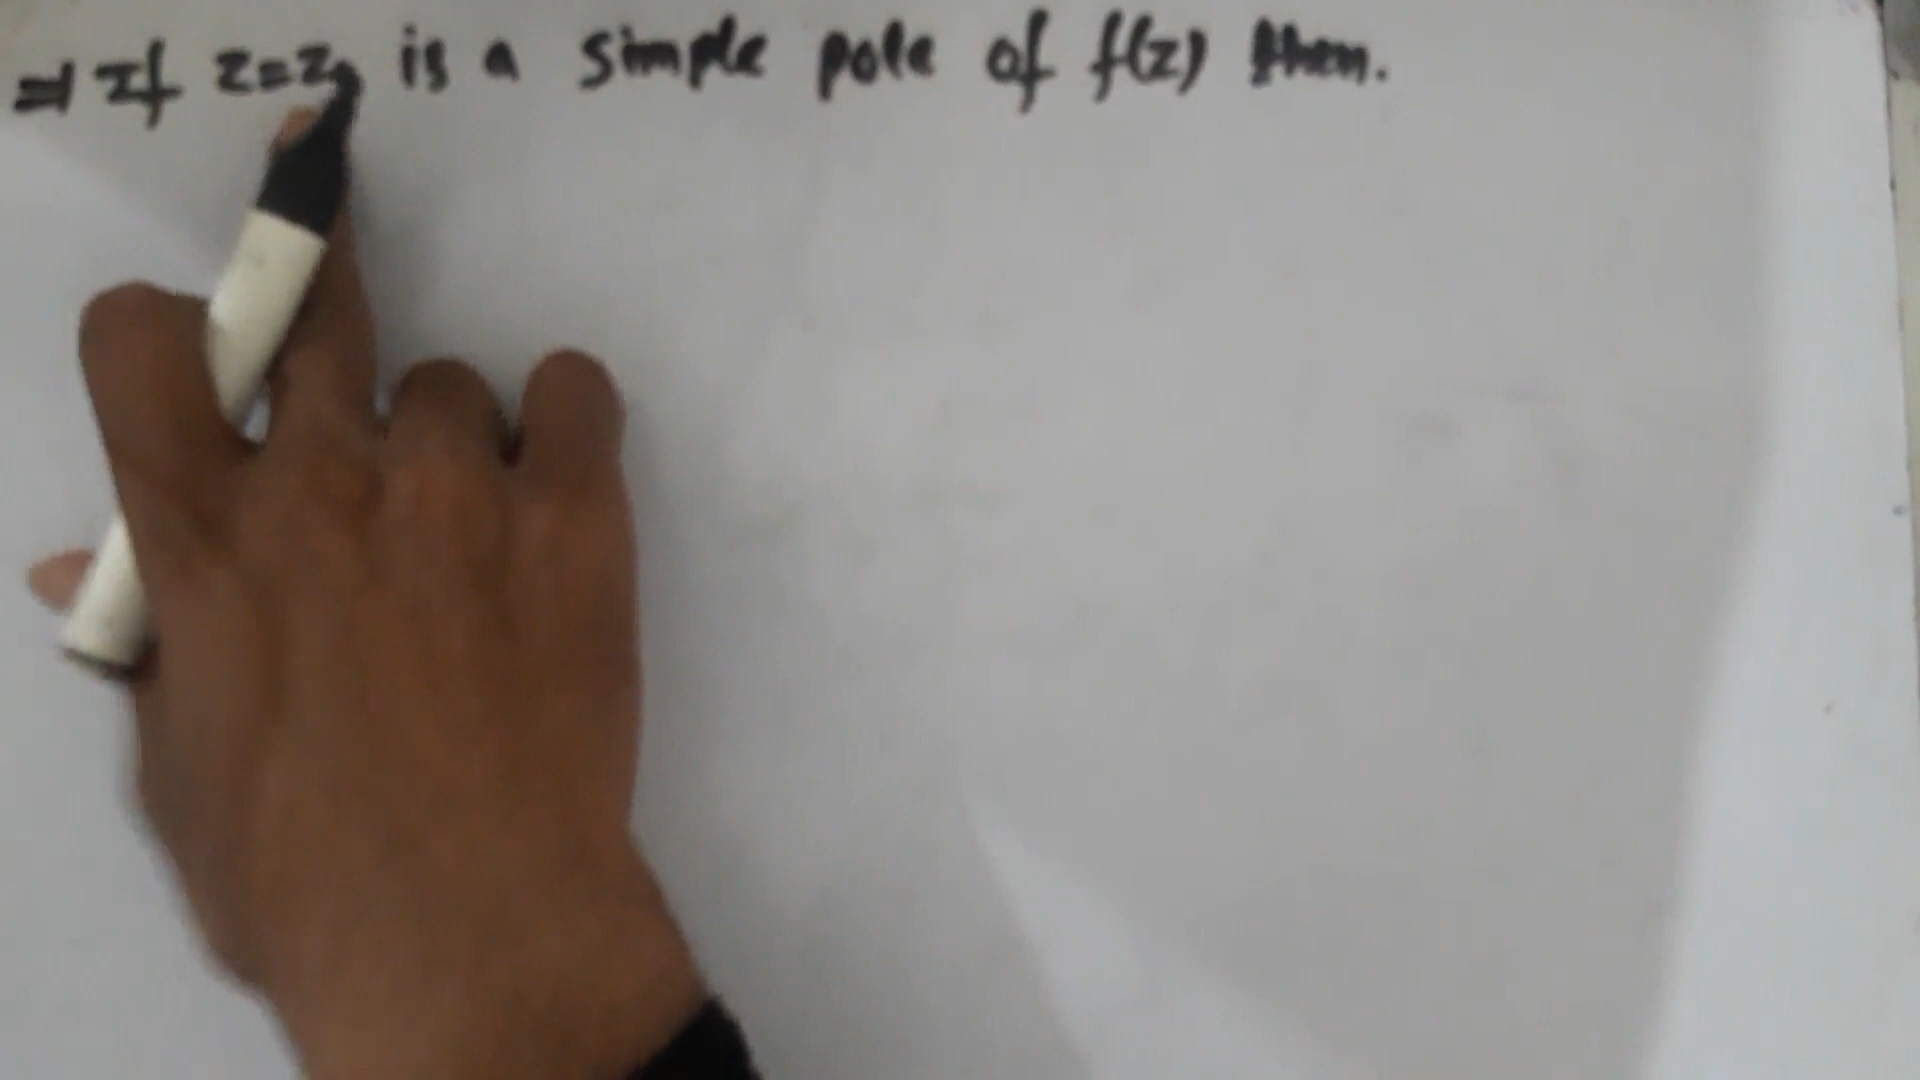 ⇒ If z=z₀ is a simple pole of f(z) then.